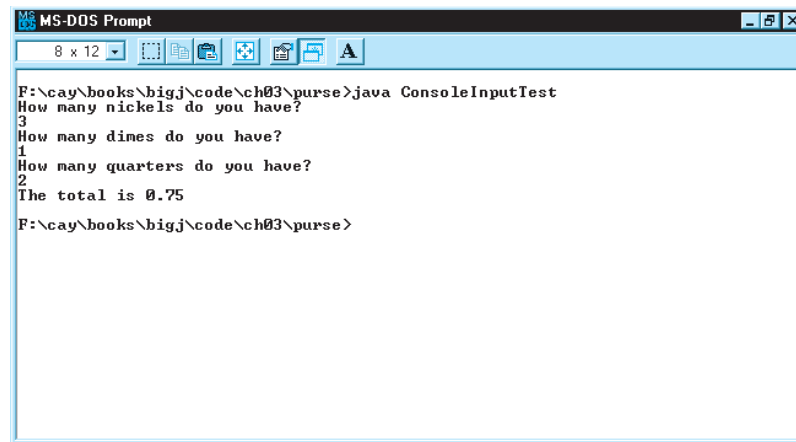 MS-DOS Prompt
8 x 12
A
F:\cay\books\bigj\code\ch03\purse>java ConsoleInputTest
How many nickels do you have?
3
How many dimes do you have?
1
How many quarters do you have?
2
The total is 0.75
F:\cay\books\bigj\code\ch03\purse>